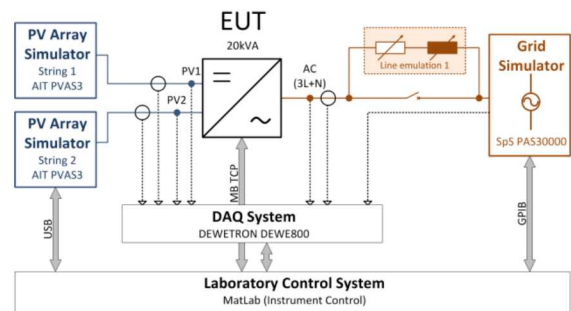 EUT
20kVA
PV Array
Simulator
String 1
AIT PVAS3
PV1
PV2
PV Array
Simulator
String 2
AIT PVAS3
AC
(3L+N)
Line emulation 1
Grid
Simulator
SpS PAS30000
USB
MB TCP
GPIB
DAQ System
DEWETRON DEWE800
Laboratory Control System
MatLab (Instrument Control)